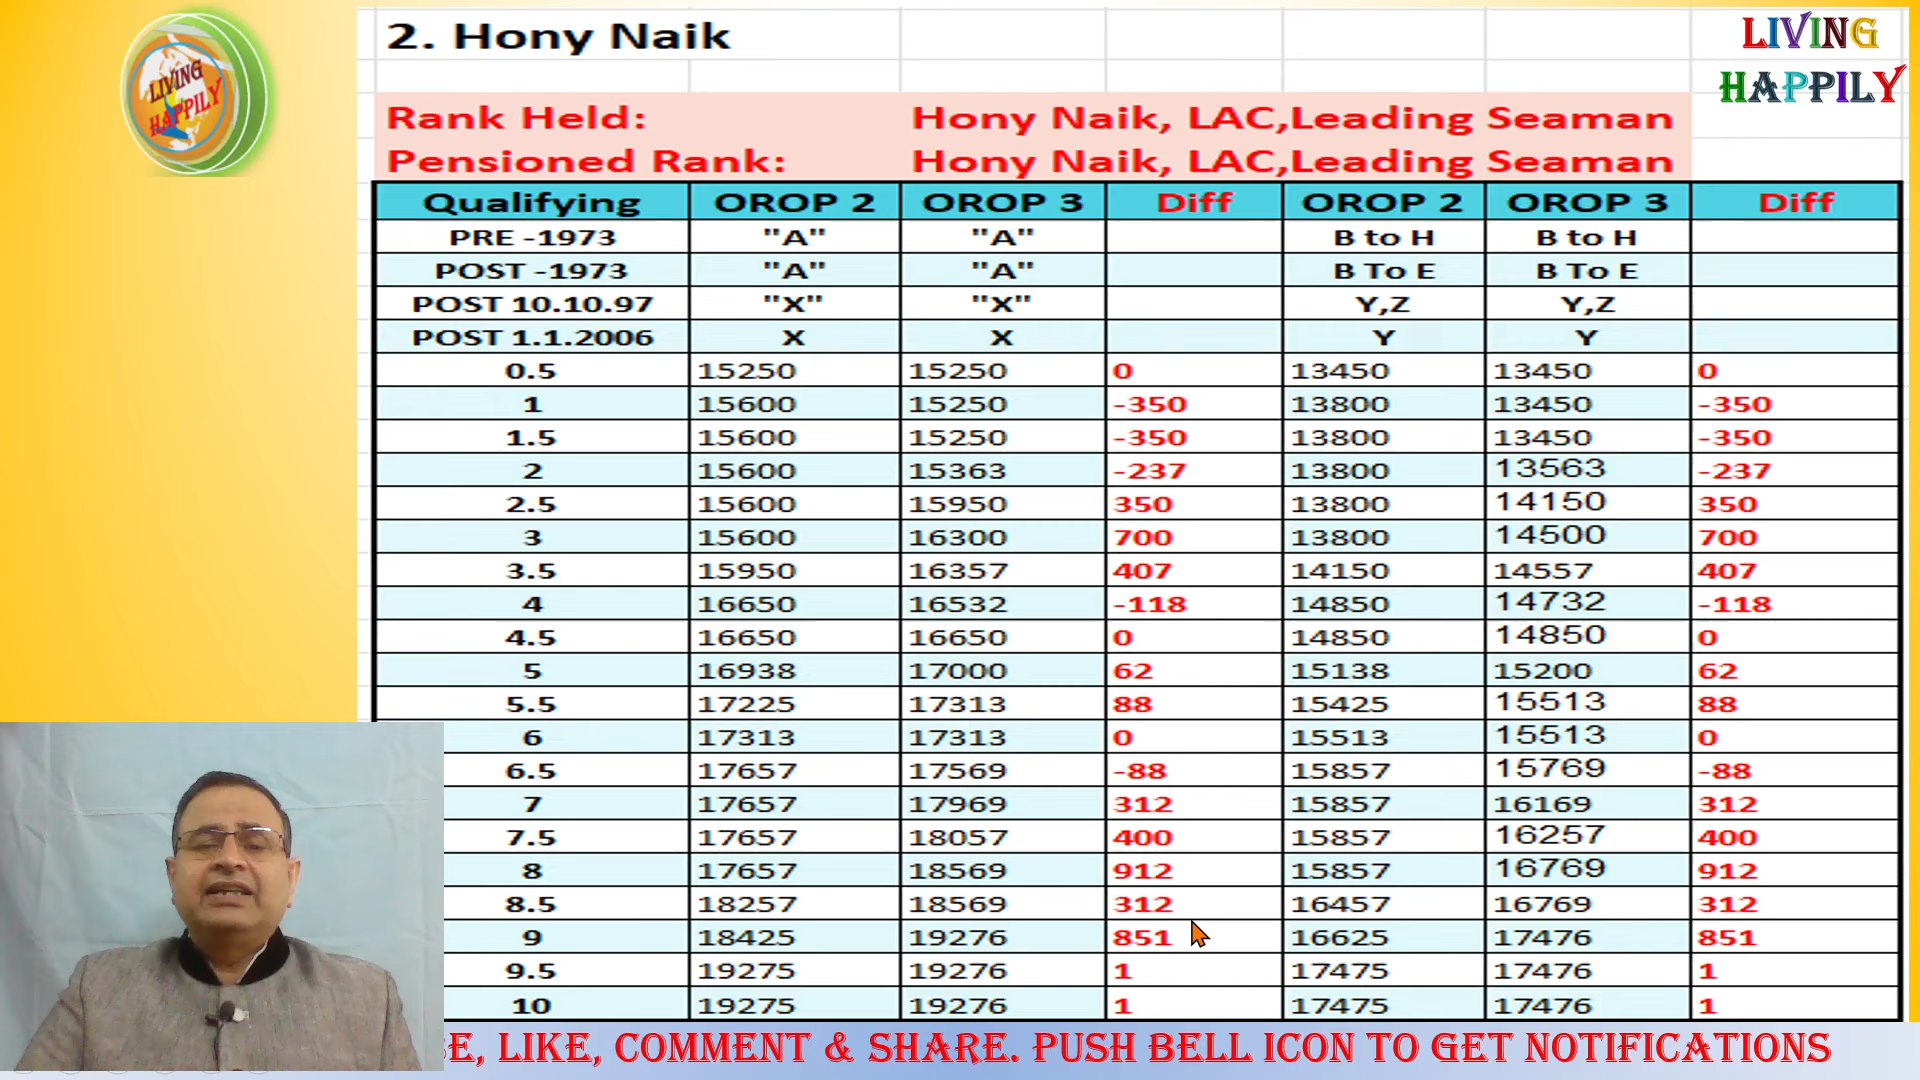 LIVING
HAPPILY
2. Hony Naik
LIVING
HAPPILY
Rank Held: Hony Naik, LAC,Leading Seaman
Pensioned Rank: Hony Naik, LAC,Leading Seaman
Qualifying OROP 2 OROP 3 Diff OROP 2 OROP 3 Diff
PRE -1973 "A" "A" B to H B to H
POST -1973 "A" "A" B To E B To E
POST 10.10.97 "X" "X" Y,Z Y,Z
POST 1.1.2006 X X Y Y
0.5 15250 15250 0 13450 13450 0
1 15600 15250 -350 13800 13450 -350
1.5 15600 15250 -350 13800 13450 -350
2 15600 15363 -237 13800 13563 -237
2.5 15600 15950 350 13800 14150 350
3 15600 16300 700 13800 14500 700
3.5 15950 16357 407 14150 14557 407
4 16650 16532 -118 14850 14732 -118
4.5 16650 16650 0 14850 14850 0
5 16938 17000 62 15138 15200 62
5.5 17225 17313 88 15425 15513 88
6 17313 17313 0 15513 15513 0
6.5 17657 17569 -88 15857 15769 -88
7 17657 17969 312 15857 16169 312
7.5 17657 18057 400 15857 16257 400
8 17657 18569 912 15857 16769 912
8.5 18257 18569 312 16457 16769 312
9 18425 19276 851 16625 17476 851
9.5 19275 19276 1 17475 17476 1
10 19275 19276 1 17475 17476 1
E, LIKE, COMMENT & SHARE. PUSH BELL ICON TO GET NOTIFICATIONS